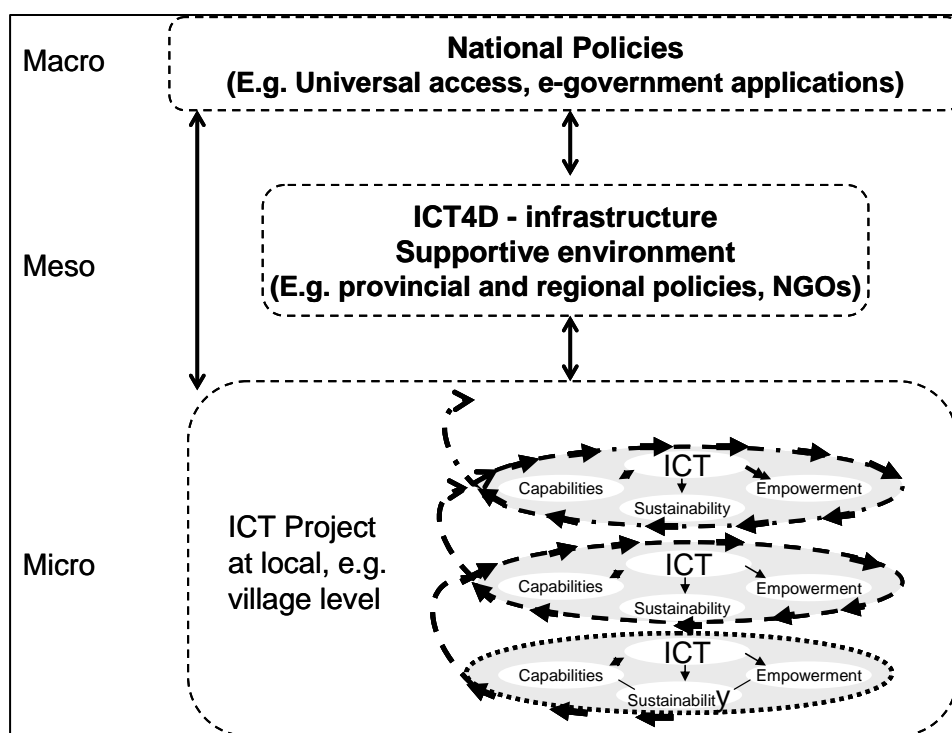 Macro
National Policies
(E.g. Universal access, e-government applications)
Meso
ICT4D - infrastructure
Supportive environment
(E.g. provincial and regional policies, NGOs)
Micro
ICT Project
at local, e.g.
village level
ICT
Capabilities
Empowerment
Sustainability
ICT
Capabilities
Empowerment
Sustainability
ICT
Capabilities
Empowerment
Sustainability